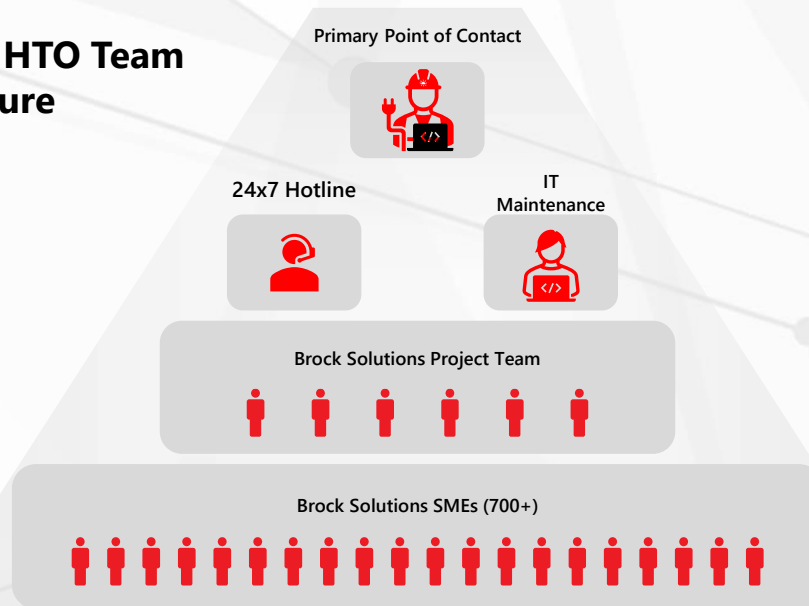 HTO Team
ure
Primary Point of Contact
24x7 Hotline
IT
Maintenance
</>
</>
Brock Solutions Project Team
Brock Solutions SMEs (700+)